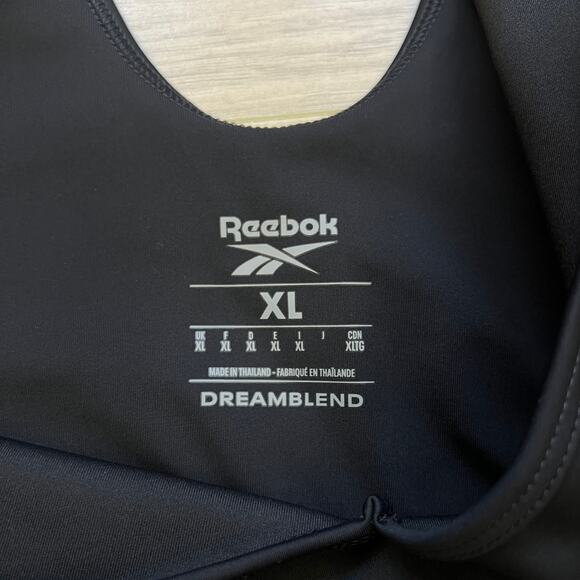 Reebok
XL
UK F D E I J CDN
XL XL XL XL XL XLTG
MADE IN THAILAND - FABRIQUÉ EN THAÏLANDE
DREAMBLEND